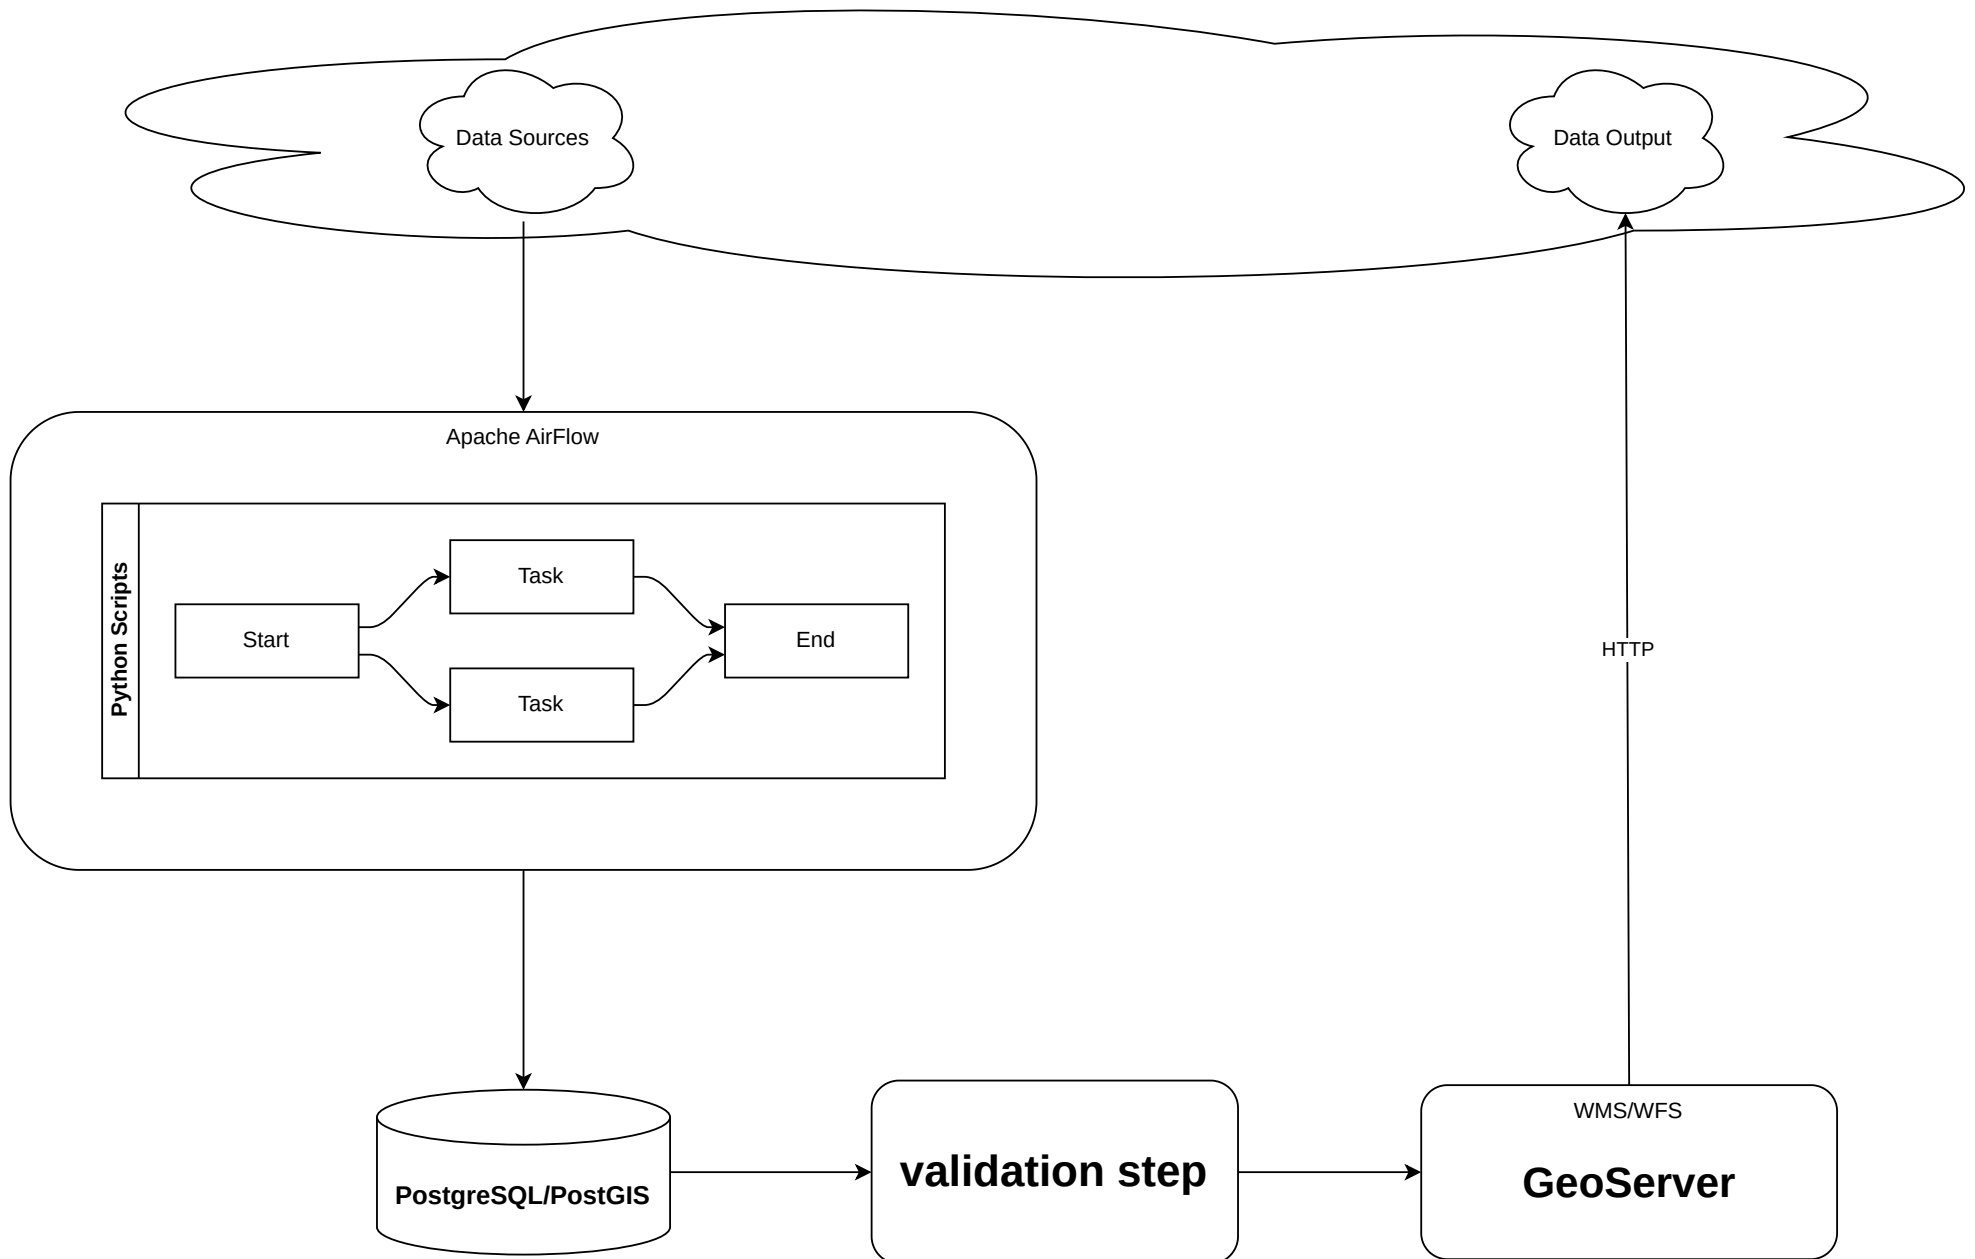 Data Sources
Data Output
Apache AirFlow
Python Scripts
Start
Task
Task
End
HTTP
PostgreSQL/PostGIS
validation step
WMS/WFS
GeoServer